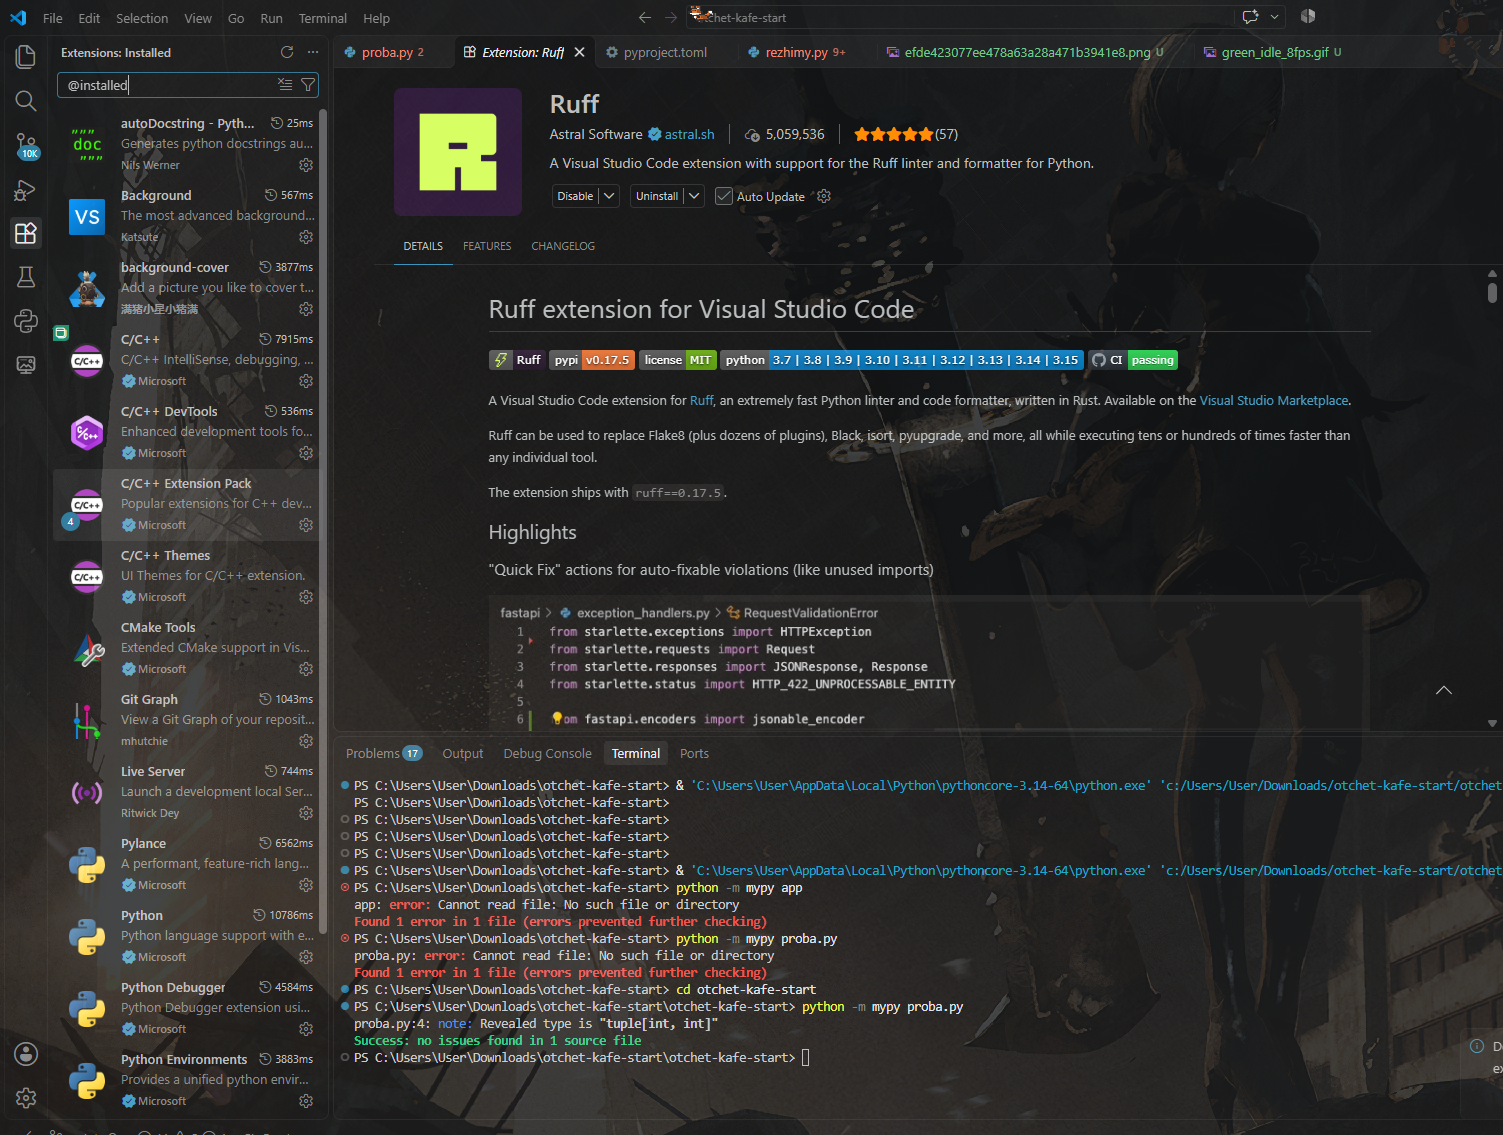 File Edit Selection View Go Run Terminal Help
otchet-kafe-start
Extensions: Installed
@installed
autoDocstring - Pyth... 25ms
Generates python docstrings au...
Nils Werner
Background 567ms
The most advanced background...
Katsute
background-cover 3877ms
Add a picture you like to cover t...
满猪小星小猪满
C/C++ 7915ms
C/C++ IntelliSense, debugging, ...
Microsoft
C/C++ DevTools 536ms
Enhanced development tools fo...
Microsoft
C/C++ Extension Pack
Popular extensions for C++ dev...
4
Microsoft
C/C++ Themes
UI Themes for C/C++ extension.
Microsoft
CMake Tools
Extended CMake support in Vis...
Microsoft
Git Graph 1043ms
View a Git Graph of your reposit...
mhutchie
Live Server 744ms
Launch a development local Ser...
Ritwick Dey
Pylance 6562ms
A performant, feature-rich lang...
Microsoft
Python 10786ms
Python language support with e...
Microsoft
Python Debugger 4584ms
Python Debugger extension usi...
Microsoft
Python Environments 3883ms
Provides a unified python envir...
Microsoft
10K
proba.py 2
Extension: Ruff
pyproject.toml
rezhimy.py 9+
efde423077ee478a63a28a471b3941e8.png U
green_idle_8fps.gif U
Ruff
Astral Software astral.sh 5,059,536 (57)
A Visual Studio Code extension with support for the Ruff linter and formatter for Python.
Disable Uninstall Auto Update
DETAILS FEATURES CHANGELOG
Ruff extension for Visual Studio Code
Ruff pypi v0.17.5 license MIT python 3.7 | 3.8 | 3.9 | 3.10 | 3.11 | 3.12 | 3.13 | 3.14 | 3.15 CI passing
A Visual Studio Code extension for Ruff, an extremely fast Python linter and code formatter, written in Rust. Available on the Visual Studio Marketplace.
Ruff can be used to replace Flake8 (plus dozens of plugins), Black, isort, pyupgrade, and more, all while executing tens or hundreds of times faster than
any individual tool.
The extension ships with ruff==0.17.5.
Highlights
"Quick Fix" actions for auto-fixable violations (like unused imports)
fastapi > exception_handlers.py > RequestValidationError
1 from starlette.exceptions import HTTPException
2 from starlette.requests import Request
3 from starlette.responses import JSONResponse, Response
4 from starlette.status import HTTP_422_UNPROCESSABLE_ENTITY
5
6 om fastapi.encoders import jsonable_encoder
Problems 17 Output Debug Console Terminal Ports
PS C:\Users\User\Downloads\otchet-kafe-start> & 'C:\Users\User\AppData\Local\Python\pythoncore-3.14-64\python.exe' 'c:/Users/User/Downloads/otchet-kafe-start/otchet
PS C:\Users\User\Downloads\otchet-kafe-start>
PS C:\Users\User\Downloads\otchet-kafe-start>
PS C:\Users\User\Downloads\otchet-kafe-start>
PS C:\Users\User\Downloads\otchet-kafe-start>
PS C:\Users\User\Downloads\otchet-kafe-start> & 'C:\Users\User\AppData\Local\Python\pythoncore-3.14-64\python.exe' 'c:/Users/User/Downloads/otchet-kafe-start/otchet
PS C:\Users\User\Downloads\otchet-kafe-start> python -m mypy app
app: error: Cannot read file: No such file or directory
Found 1 error in 1 file (errors prevented further checking)
PS C:\Users\User\Downloads\otchet-kafe-start> python -m mypy proba.py
proba.py: error: Cannot read file: No such file or directory
Found 1 error in 1 file (errors prevented further checking)
PS C:\Users\User\Downloads\otchet-kafe-start> cd otchet-kafe-start
PS C:\Users\User\Downloads\otchet-kafe-start\otchet-kafe-start> python -m mypy proba.py
proba.py:4: note: Revealed type is "tuple[int, int]"
Success: no issues found in 1 source file
PS C:\Users\User\Downloads\otchet-kafe-start\otchet-kafe-start>